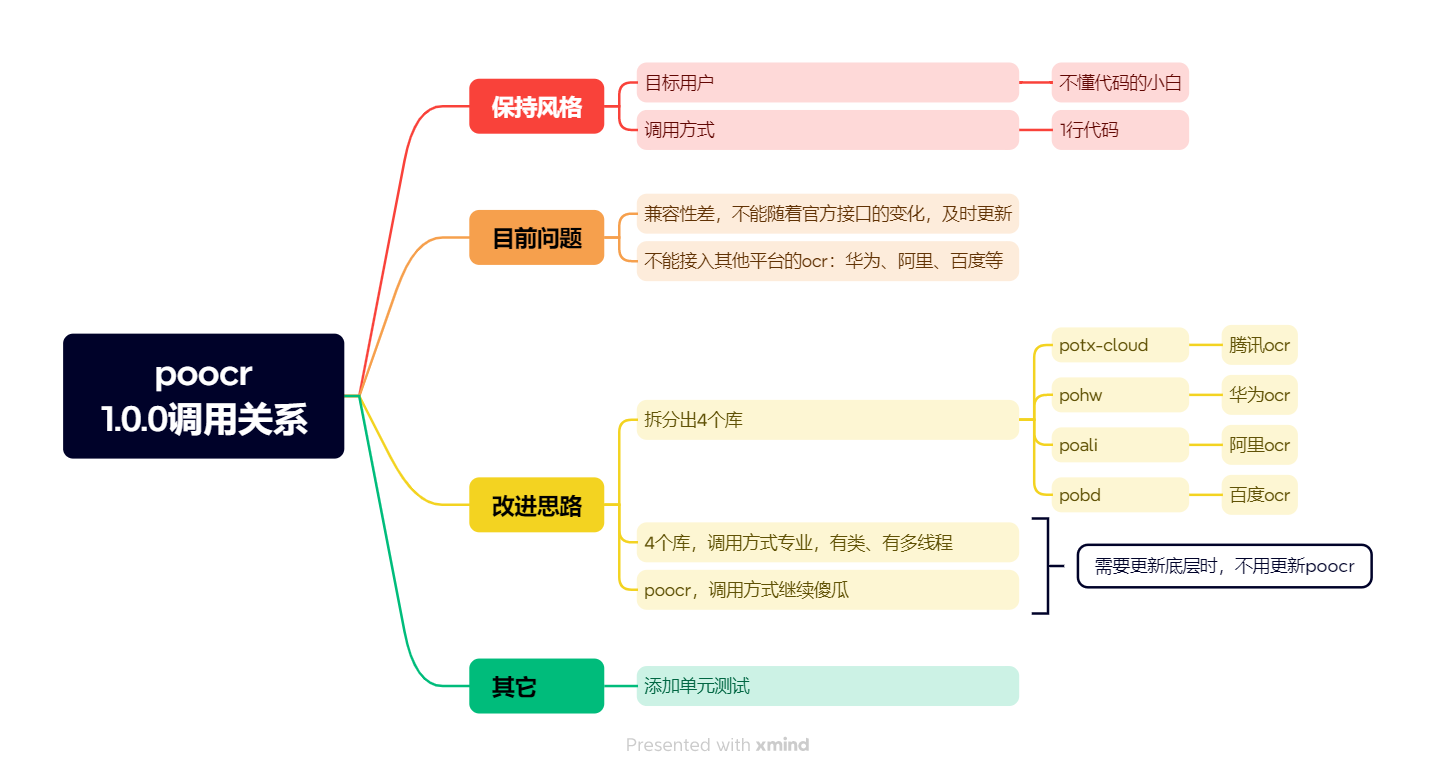 poocr
1.0.0调用关系
保持风格
目标用户
不懂代码的小白
调用方式
1行代码
目前问题
兼容性差，不能随着官方接口的变化，及时更新
不能接入其他平台的ocr：华为、阿里、百度等
改进思路
拆分出4个库
potx-cloud
腾讯ocr
pohw
华为ocr
poali
阿里ocr
pobd
百度ocr
4个库，调用方式专业，有类、有多线程
poocr，调用方式继续傻瓜
需要更新底层时，不用更新poocr
其它
添加单元测试
Presented with xmind